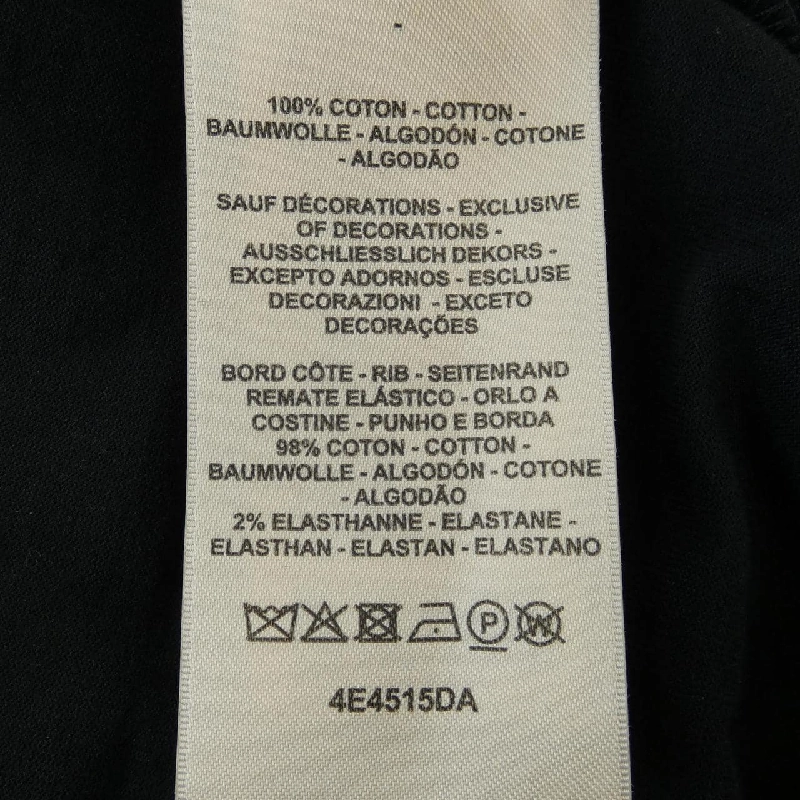 100% COTON - COTTON -
BAUMWOLLE - ALGODÓN - COTONE
- ALGODÃO
SAUF DÉCORATIONS - EXCLUSIVE
OF DECORATIONS -
AUSSCHLIESSLICH DEKORS -
EXCEPTO ADORNOS - ESCLUSE
DECORAZIONI - EXCETO
DECORAÇÕES
BORD CÔTE - RIB - SEITENRAND
REMATE ELÁSTICO - ORLO A
COSTINE - PUNHO E BORDA
98% COTON - COTTON -
BAUMWOLLE - ALGODÓN - COTONE
- ALGODÃO
2% ELASTHANNE - ELASTANE -
ELASTHAN - ELASTAN - ELASTANO
P W
4E4515DA